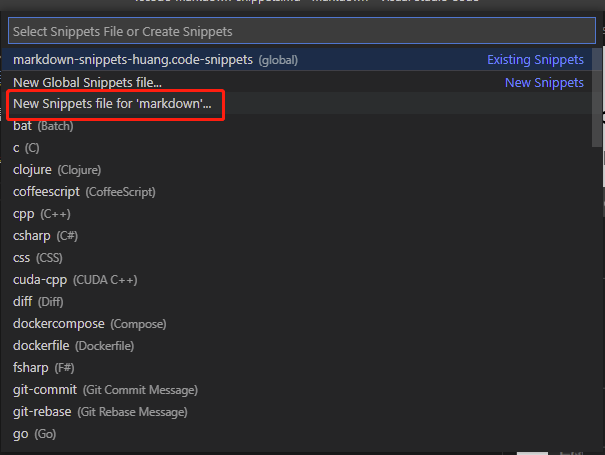 Select Snippets File or Create Snippets
markdown-snippets-huang.code-snippets (global) Existing Snippets
New Global Snippets file... New Snippets
New Snippets file for 'markdown'...
bat (Batch)
c (C)
clojure (Clojure)
coffeescript (CoffeeScript)
cpp (C++)
csharp (C#)
css (CSS)
cuda-cpp (CUDA C++)
diff (Diff)
dockercompose (Compose)
dockerfile (Dockerfile)
fsharp (F#)
git-commit (Git Commit Message)
git-rebase (Git Rebase Message)
go (Go)